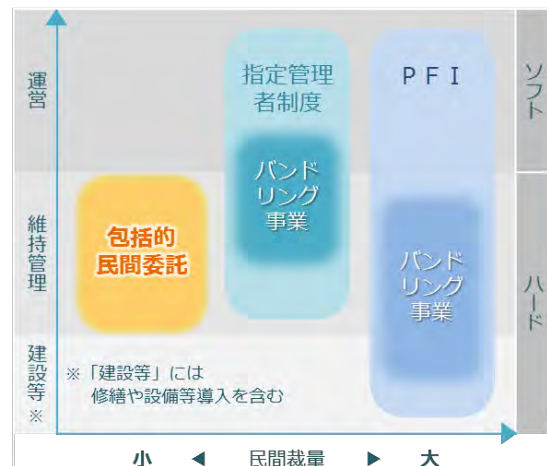 運営
維持管理
建設等※
指定管理
者制度
バンド
リング
事業
PFI
バンド
リング
事業
包括的
民間委託
※「建設等」には
修繕や設備等導入を含む
ソフト
ハード
小 ◀ 民間裁量 ▶ 大